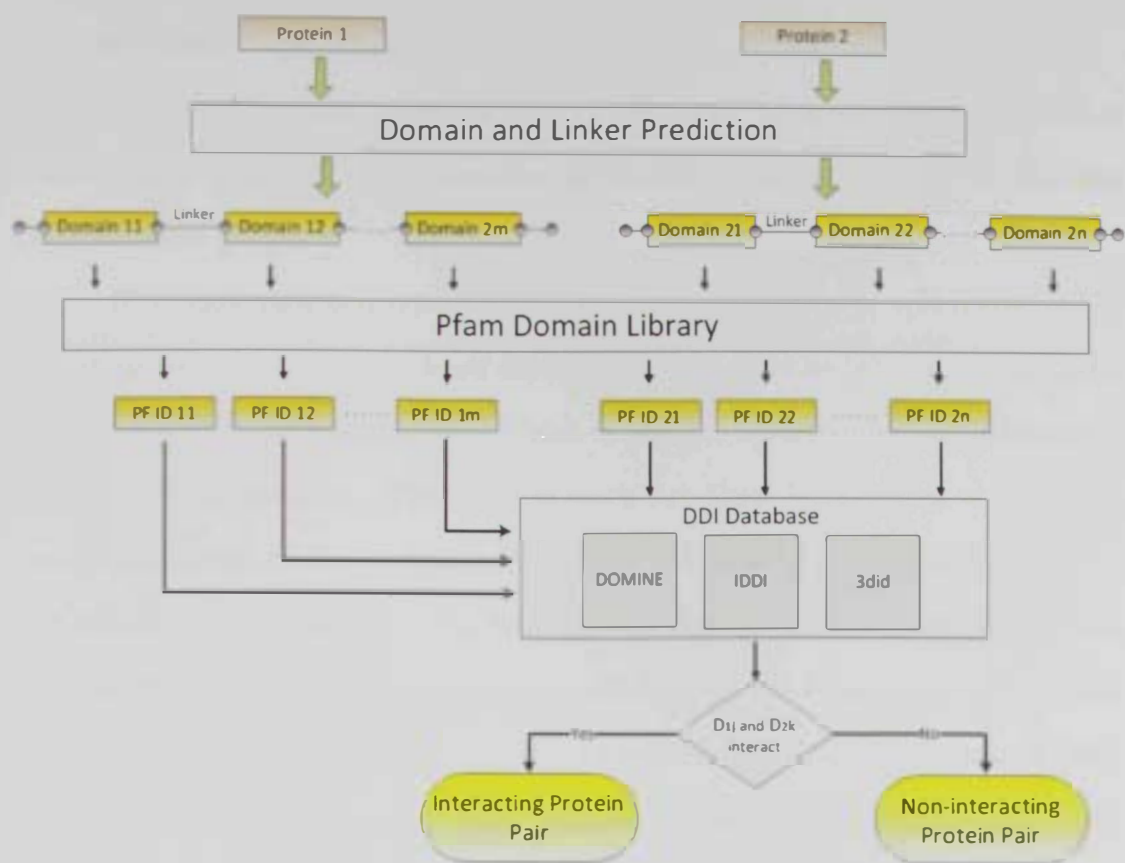 Protein 1
Protein 2
Domain and Linker Prediction
Domain 11
Linker
Domain 12
Domain 2m
Domain 21
Linker
Domain 22
Domain 2n
Pfam Domain Library
PF ID 11
PF ID 12
PF ID 1m
PF ID 21
PF ID 22
PF ID 2n
DDI Database
DOMINE
IDDI
3did
D1j and D2k
interact
Yes
No
Interacting Protein
Pair
Non-interacting
Protein Pair